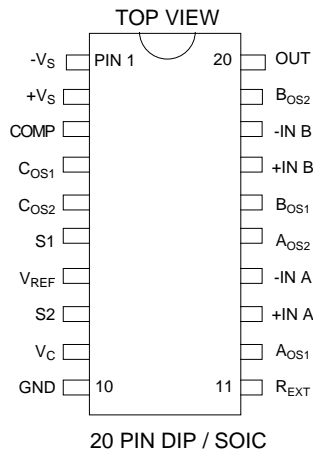 TOP VIEW
-VS PIN 1 20 OUT
+VS BOS2
COMP -IN B
COS1 +IN B
COS2 BOS1
S1 AOS2
VREF -IN A
S2 +IN A
VC AOS1
GND 10 11 REXT
20 PIN DIP / SOIC